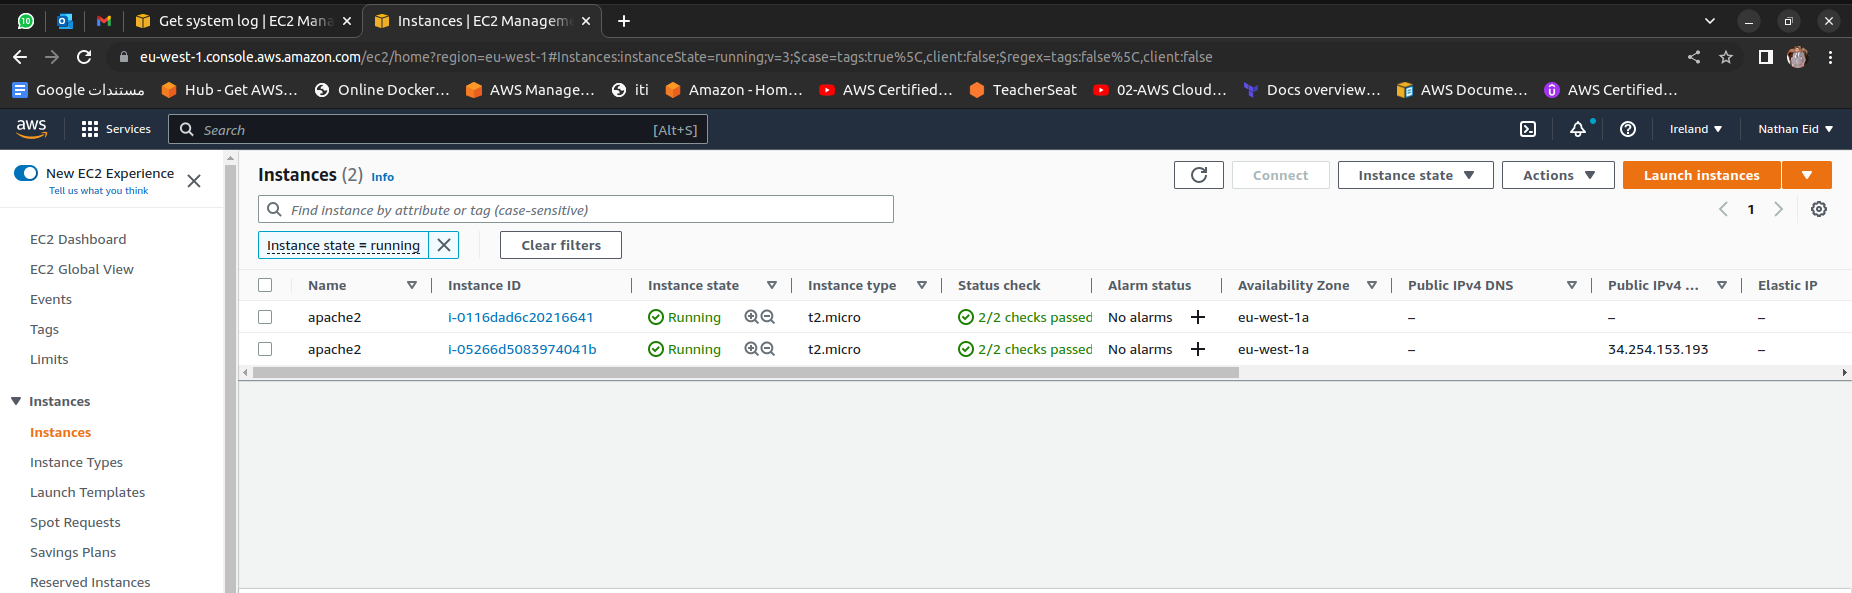 10
Get system log | EC2 Mana
Instances | EC2 Manageme
eu-west-1.console.aws.amazon.com/ec2/home?region=eu-west-1#Instances:instanceState=running;v=3;$case=tags:true%5C,client:false;$regex=tags:false%5C,client:false
مستندات Google
Hub - Get AWS...
Online Docker...
AWS Manage...
iti
Amazon - Hom...
AWS Certified...
TeacherSeat
02-AWS Cloud...
Docs overview...
AWS Docume...
AWS Certified...
aws
Services
Search
[Alt+S]
Ireland
Nathan Eid
New EC2 Experience
Tell us what you think
EC2 Dashboard
EC2 Global View
Events
Tags
Limits
Instances
Instances
Instance Types
Launch Templates
Spot Requests
Savings Plans
Reserved Instances
Instances (2) Info
Connect
Instance state
Actions
Launch instances
Find instance by attribute or tag (case-sensitive)
1
Instance state = running
Clear filters
Name Instance ID Instance state Instance type Status check Alarm status Availability Zone Public IPv4 DNS Public IPv4 ... Elastic IP
apache2 i-0116dad6c20216641 Running t2.micro 2/2 checks passed No alarms + eu-west-1a – – –
apache2 i-05266d5083974041b Running t2.micro 2/2 checks passed No alarms + eu-west-1a – 34.254.153.193 –